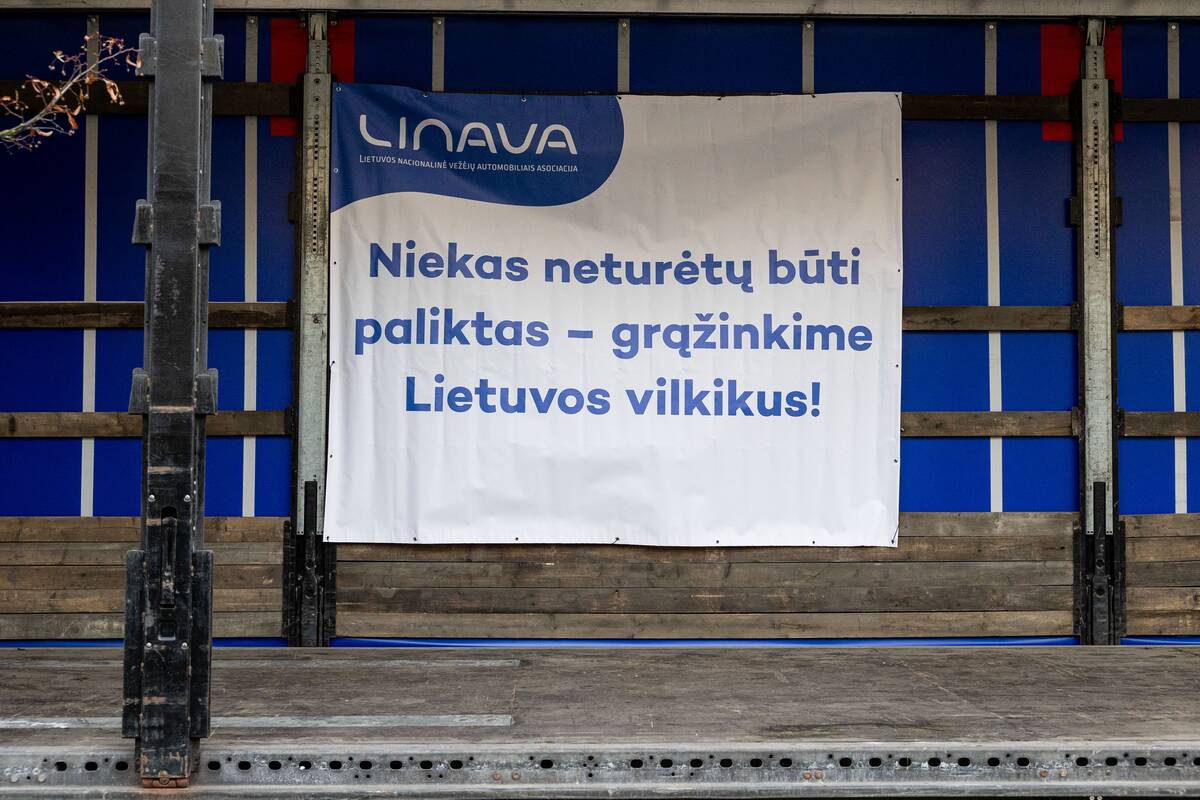 LINAVA
LIETUVOS NACIONALINĖ VEŽĖJŲ AUTOMOBILIAIS ASOCIACIJA
Niekas neturėtų būti
paliktas – grąžinkime
Lietuvos vilkikus!